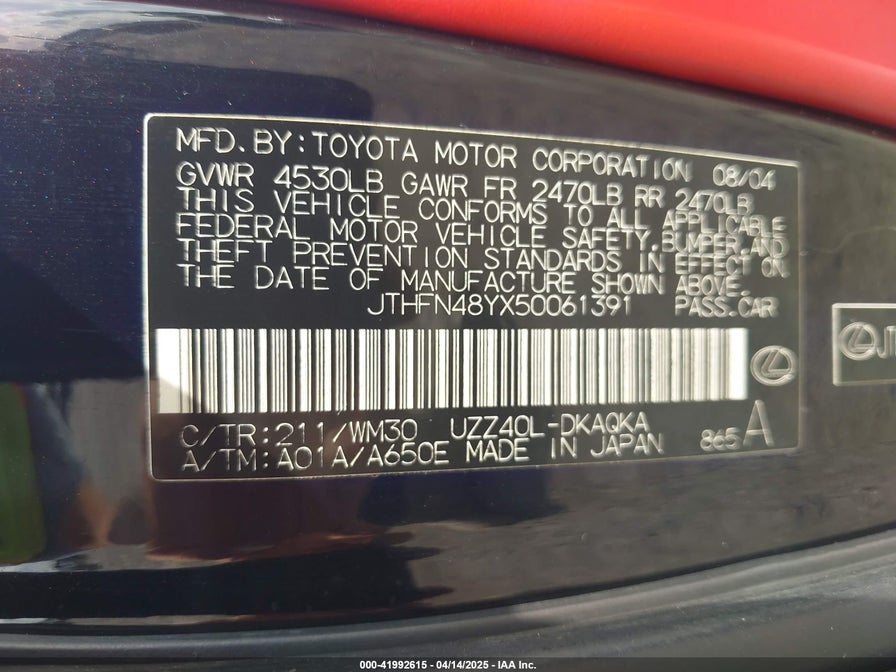 MFD. BY: TOYOTA MOTOR CORPORATION 08/04
GVWR 4530LB GAWR FR 2470LB RR 2470LB
THIS VEHICLE CONFORMS TO ALL APPLICABLE
FEDERAL MOTOR VEHICLE SAFETY, BUMPER, AND
THEFT PREVENTION STANDARDS IN EFFECT ON
THE DATE OF MANUFACTURE SHOWN ABOVE.
JTHFN48YX50061391 PASS. CAR
C/TR: 211/WM30 UZZ40L-DKAQKA
A/TM: A01A/A650E MADE IN JAPAN 865 A
JT
000-41992615 - 04/14/2025 - IAA Inc.